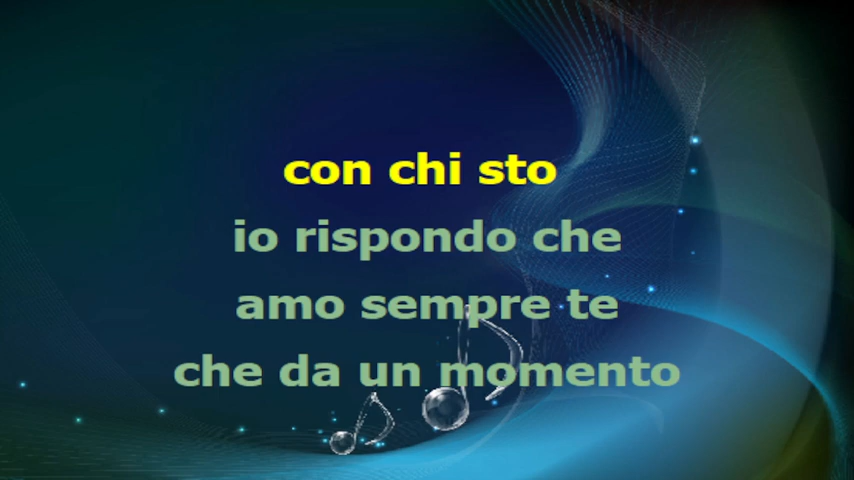 con chi sto
io rispondo che
amo sempre te
che da un momento